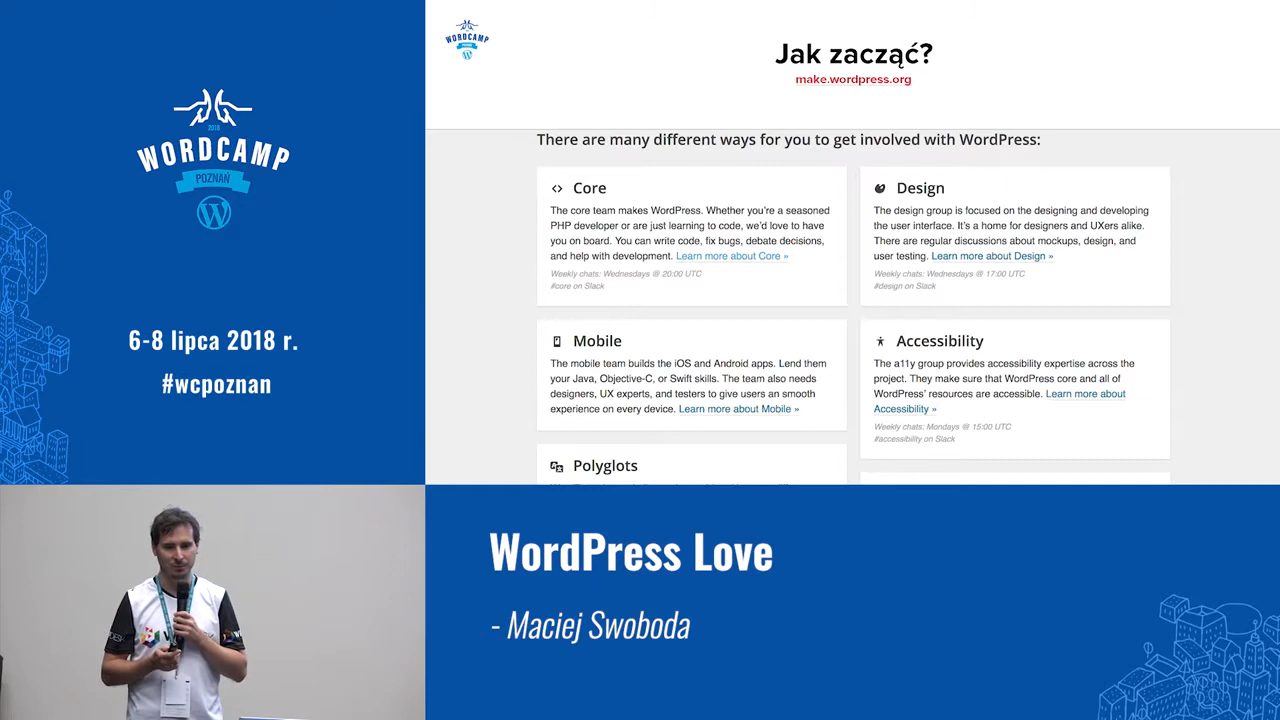 2018
WORDCAMP
POZNAŃ
6-8 lipca 2018 r.
#wcpoznan
WORDCAMP
Jak zacząć?
make.wordpress.org
There are many different ways for you to get involved with WordPress:
Core
The core team makes WordPress. Whether you’re a seasoned
PHP developer or are just learning to code, we’d love to have
you on board. You can write code, fix bugs, debate decisions,
and help with development. Learn more about Core »
Weekly chats: Wednesdays @ 20:00 UTC
#core on Slack
Design
The design group is focused on the designing and developing
the user interface. It’s a home for designers and UXers alike.
There are regular discussions about mockups, design, and
user testing. Learn more about Design »
Weekly chats: Wednesdays @ 17:00 UTC
#design on Slack
Mobile
The mobile team builds the iOS and Android apps. Lend them
your Java, Objective-C, or Swift skills. The team also needs
designers, UX experts, and testers to give users an smooth
experience on every device. Learn more about Mobile »
Accessibility
The a11y group provides accessibility expertise across the
project. They make sure that WordPress core and all of
WordPress’ resources are accessible. Learn more about
Accessibility »
Weekly chats: Mondays @ 15:00 UTC
#accessibility on Slack
Polyglots
WordPress Love
- Maciej Swoboda